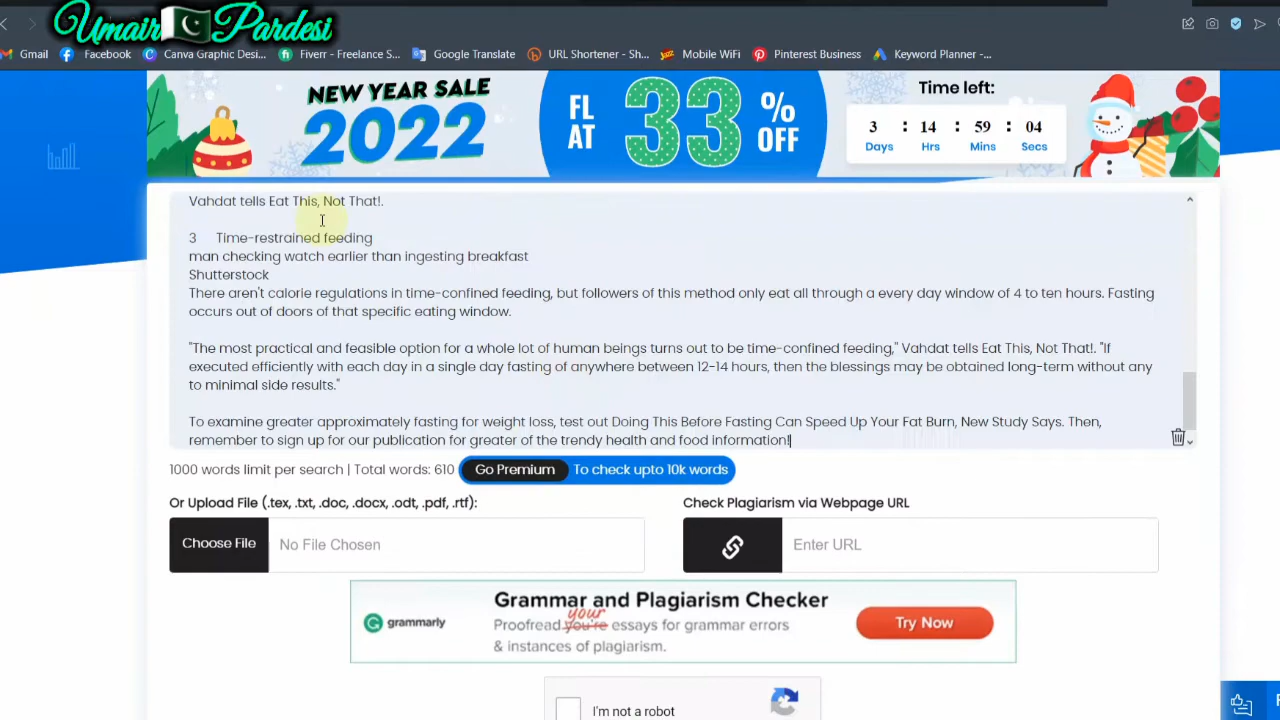 Umair Pardesi
Gmail
Facebook
Canva Graphic Desi...
Fiverr - Freelance S...
Google Translate
URL Shortener - Sh...
Mobile WiFi
Pinterest Business
Keyword Planner -...
NEW YEAR SALE
2022
FL
AT
33
%
OFF
Time left:
3 : 14 : 59 : 04
Days Hrs Mins Secs
Vahdat tells Eat This, Not That!.
3 Time-restrained feeding
man checking watch earlier than ingesting breakfast
Shutterstock
There aren't calorie regulations in time-confined feeding, but followers of this method only eat all through a every day window of 4 to ten hours. Fasting
occurs out of doors of that specific eating window.
"The most practical and feasible option for a whole lot of human beings turns out to be time-confined feeding," Vahdat tells Eat This, Not That!. "If
executed efficiently with each day in a single day fasting of anywhere between 12-14 hours, then the blessings may be obtained long-term without any
to minimal side results."
To examine greater approximately fasting for weight loss, test out Doing This Before Fasting Can Speed Up Your Fat Burn, New Study Says. Then,
remember to sign up for our publication for greater of the trendy health and food information!
1000 words limit per search | Total words: 610
Go Premium To check upto 10k words
Or Upload File (.tex, .txt, .doc, .docx, .odt, .pdf, .rtf):
Check Plagiarism via Webpage URL
Choose File
No File Chosen
Enter URL
grammarly
Grammar and Plagiarism Checker
your
Proofread you're essays for grammar errors
& instances of plagiarism.
Try Now
I'm not a robot